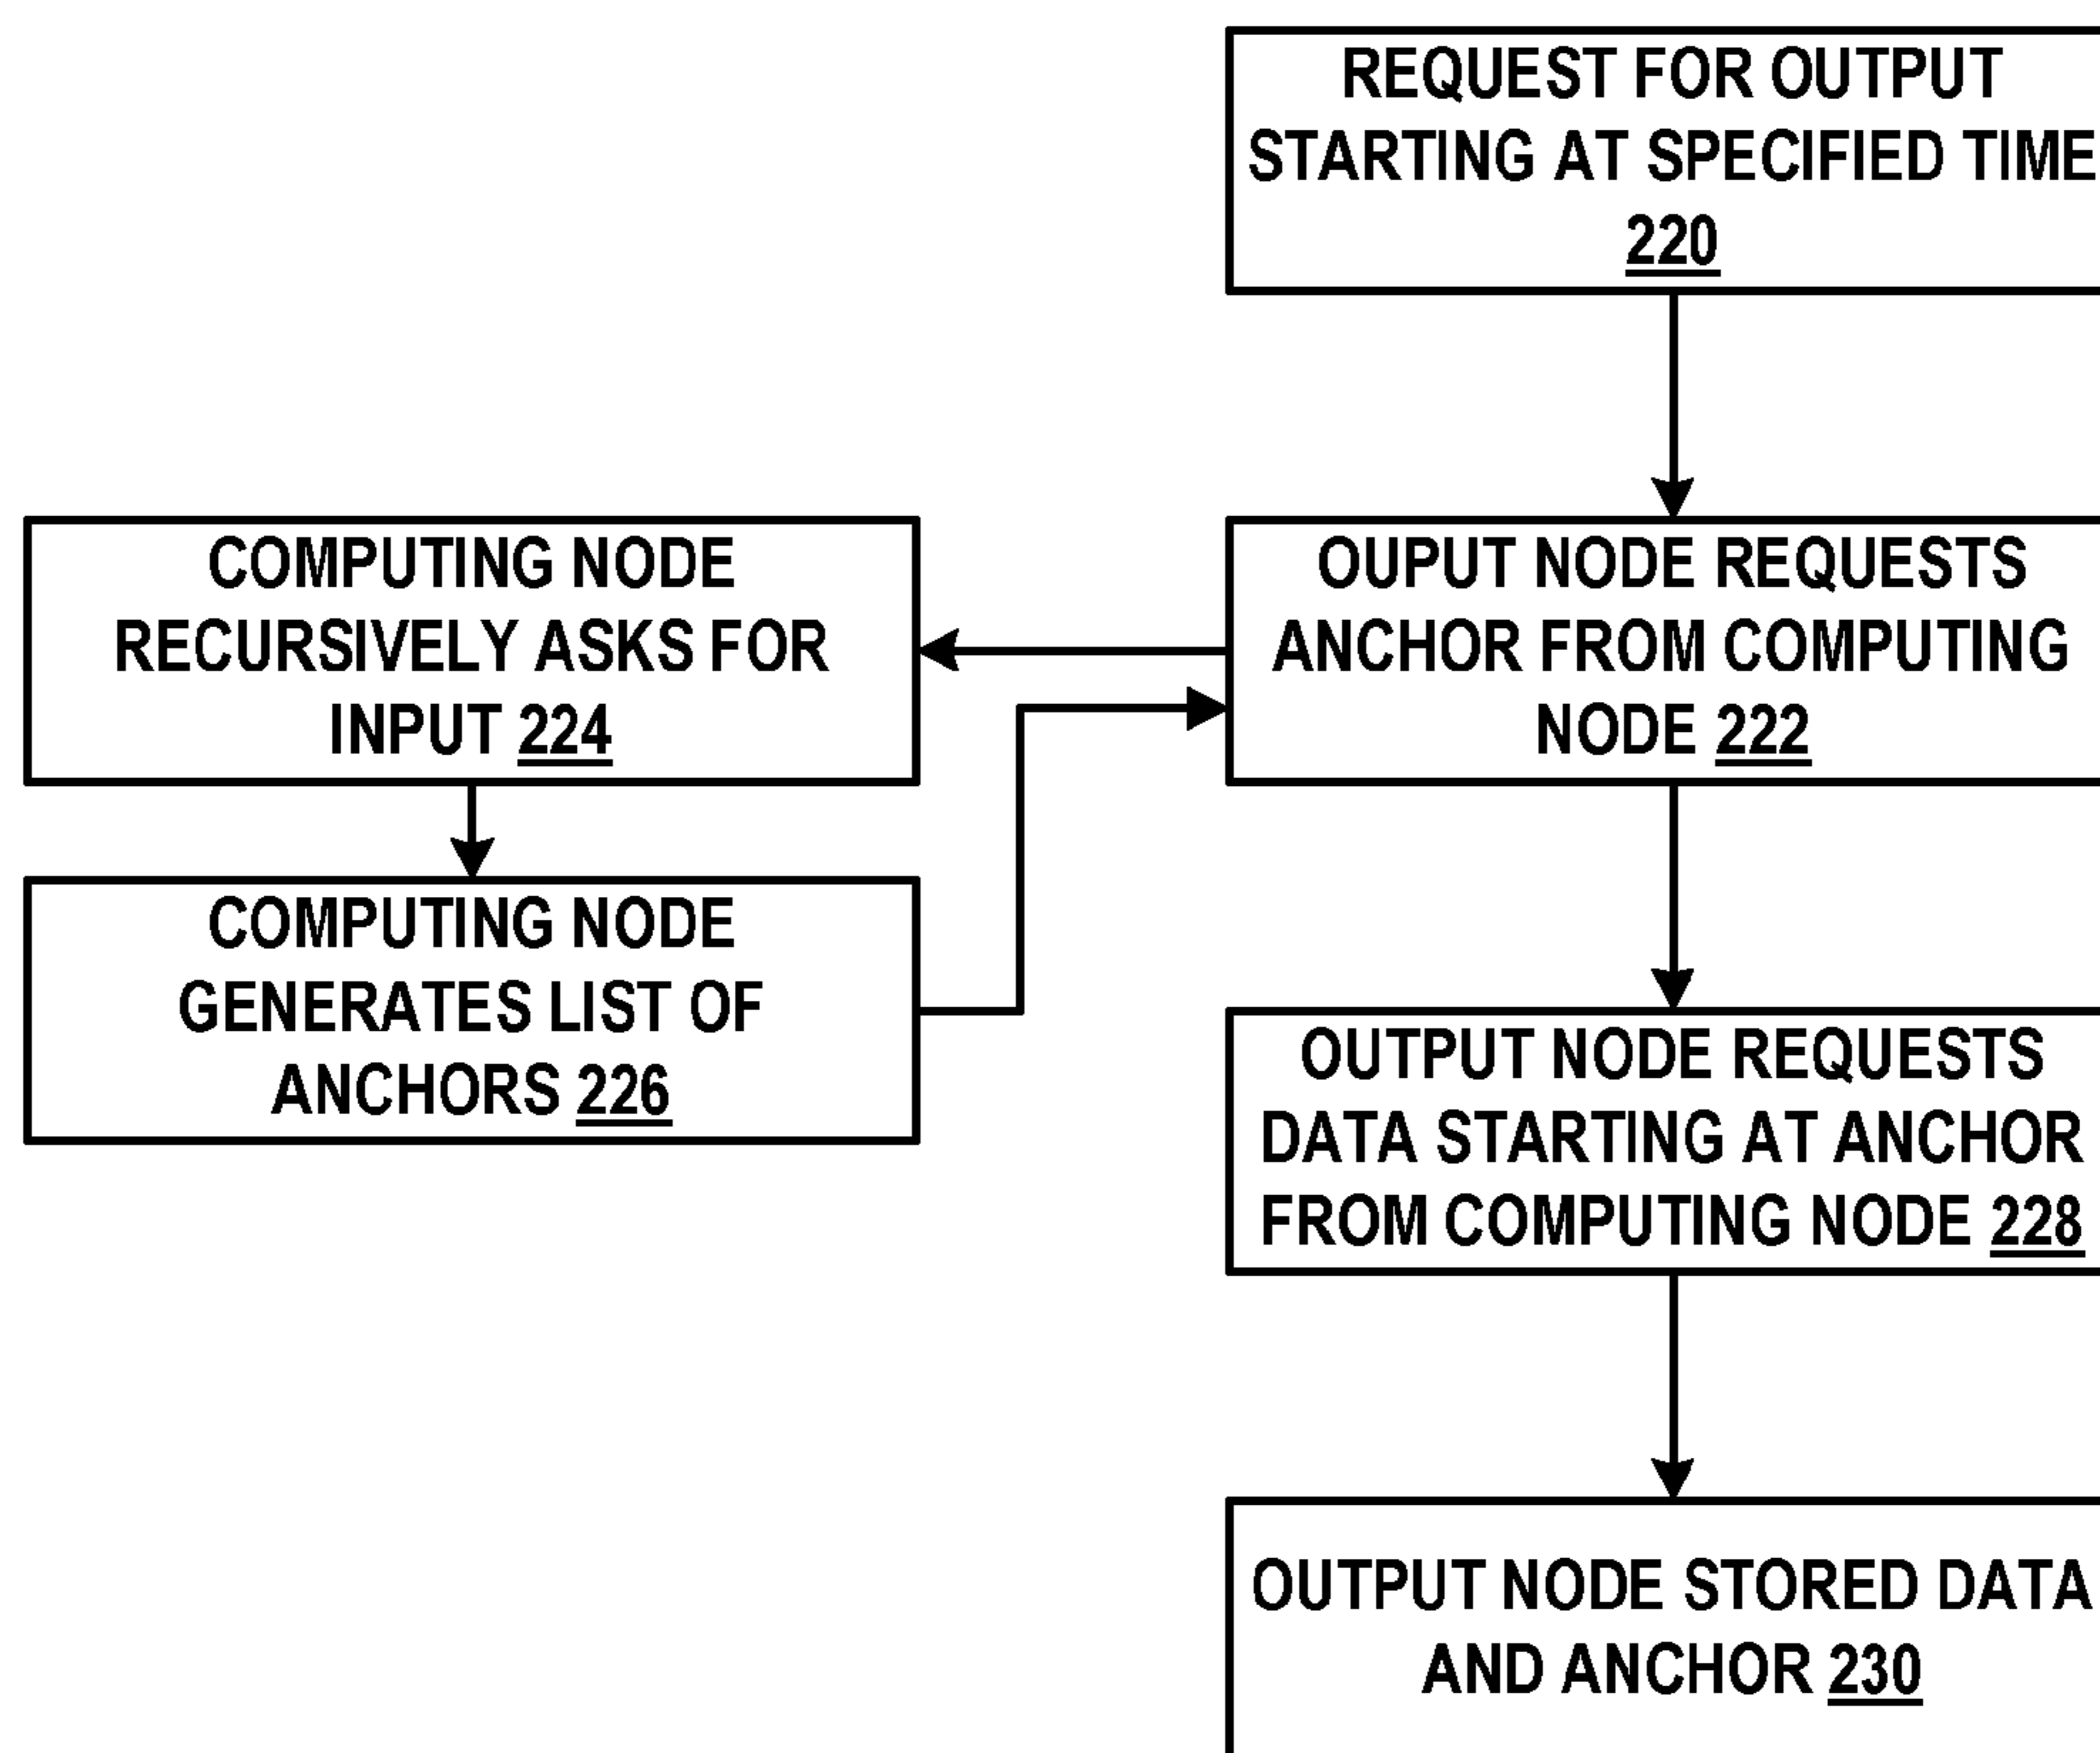 REQUEST FOR OUTPUT
STARTING AT SPECIFIED TIME
220
OUPUT NODE REQUESTS
ANCHOR FROM COMPUTING
NODE 222
COMPUTING NODE
RECURSIVELY ASKS FOR
INPUT 224
COMPUTING NODE
GENERATES LIST OF
ANCHORS 226
OUTPUT NODE REQUESTS
DATA STARTING AT ANCHOR
FROM COMPUTING NODE 228
OUTPUT NODE STORED DATA
AND ANCHOR 230